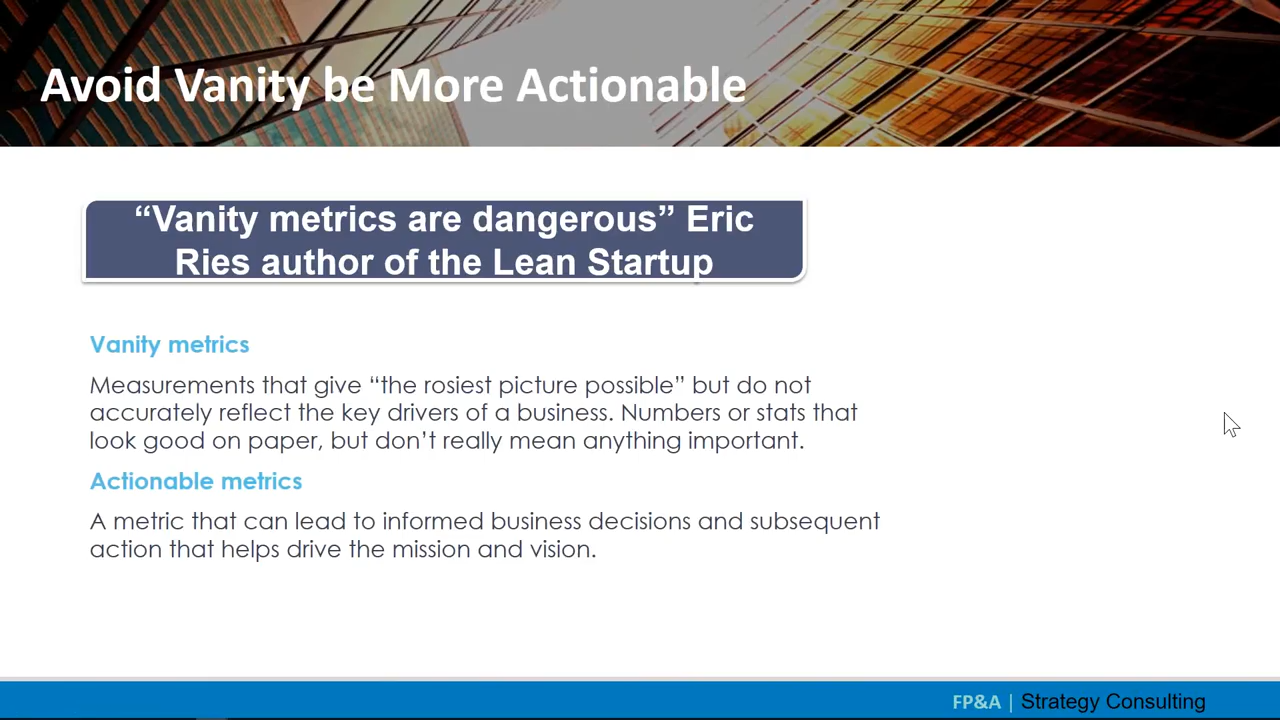 Avoid Vanity be More Actionable
“Vanity metrics are dangerous” Eric
Ries author of the Lean Startup
Vanity metrics
Measurements that give “the rosiest picture possible” but do not
accurately reflect the key drivers of a business. Numbers or stats that
look good on paper, but don’t really mean anything important.
Actionable metrics
A metric that can lead to informed business decisions and subsequent
action that helps drive the mission and vision.
FP&A | Strategy Consulting